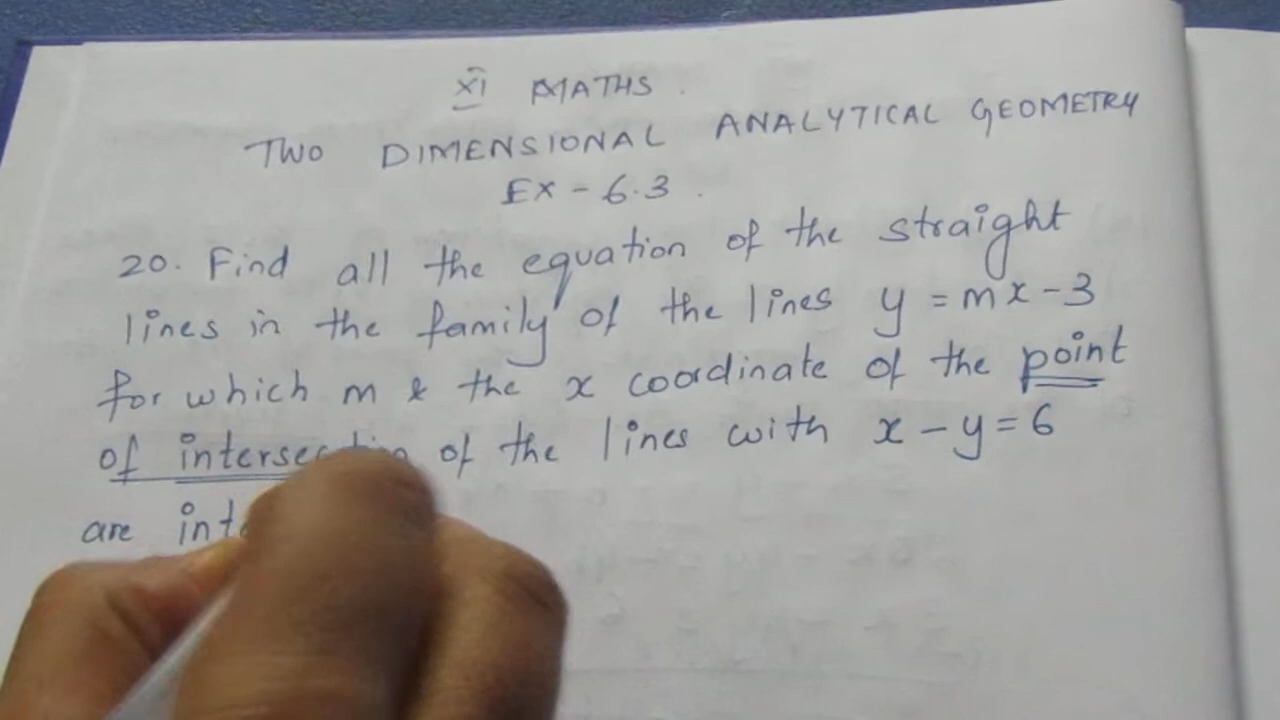 XI MATHS.
TWO DIMENSIONAL ANALYTICAL GEOMETRY
EX - 6.3.
20. Find all the equation of the straight
lines in the family of the lines y = mx - 3
for which m & the x coordinate of the point
of of the lines with x - y = 6
are